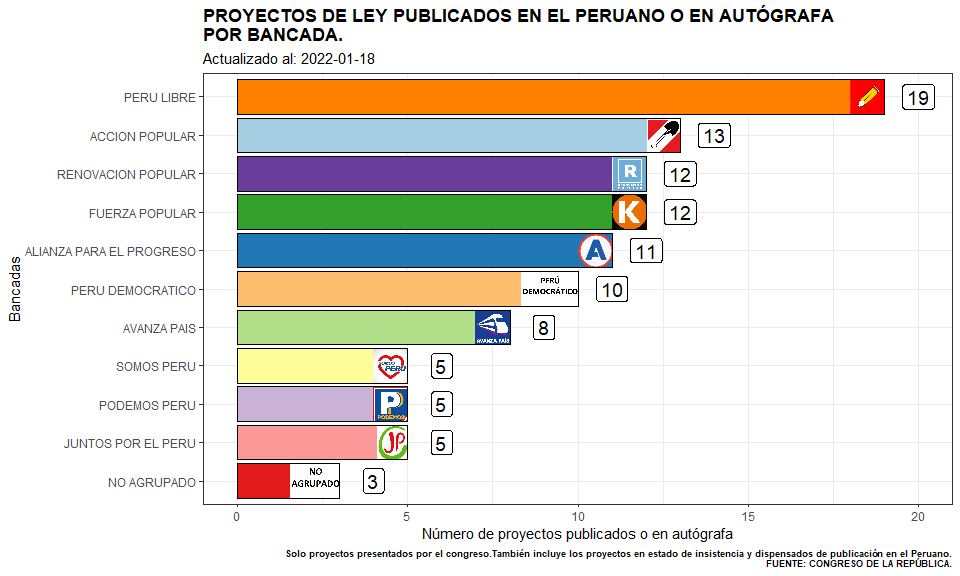 PROYECTOS DE LEY PUBLICADOS EN EL PERUANO O EN AUTÓGRAFA
POR BANCADA.
Actualizado al: 2022-01-18
Bancadas
PERU LIBRE
19
ACCION POPULAR
13
RENOVACION POPULAR
R
12
FUERZA POPULAR
K
12
ALIANZA PARA EL PROGRESO
A
11
PERU DEMOCRATICO
PERÚ
DEMOCRÁTICO
10
AVANZA PAIS
AVANZA PAÍS
8
SOMOS PERU
PERU
5
PODEMOS PERU
P
PODEMOS
5
JUNTOS POR EL PERU
JP
5
NO AGRUPADO
NO
AGRUPADO
3
0
5
10
15
20
Número de proyectos publicados o en autógrafa
Solo proyectos presentados por el congreso.También incluye los proyectos en estado de insistencia y dispensados de publicación en el Peruano.
FUENTE: CONGRESO DE LA REPÚBLICA.